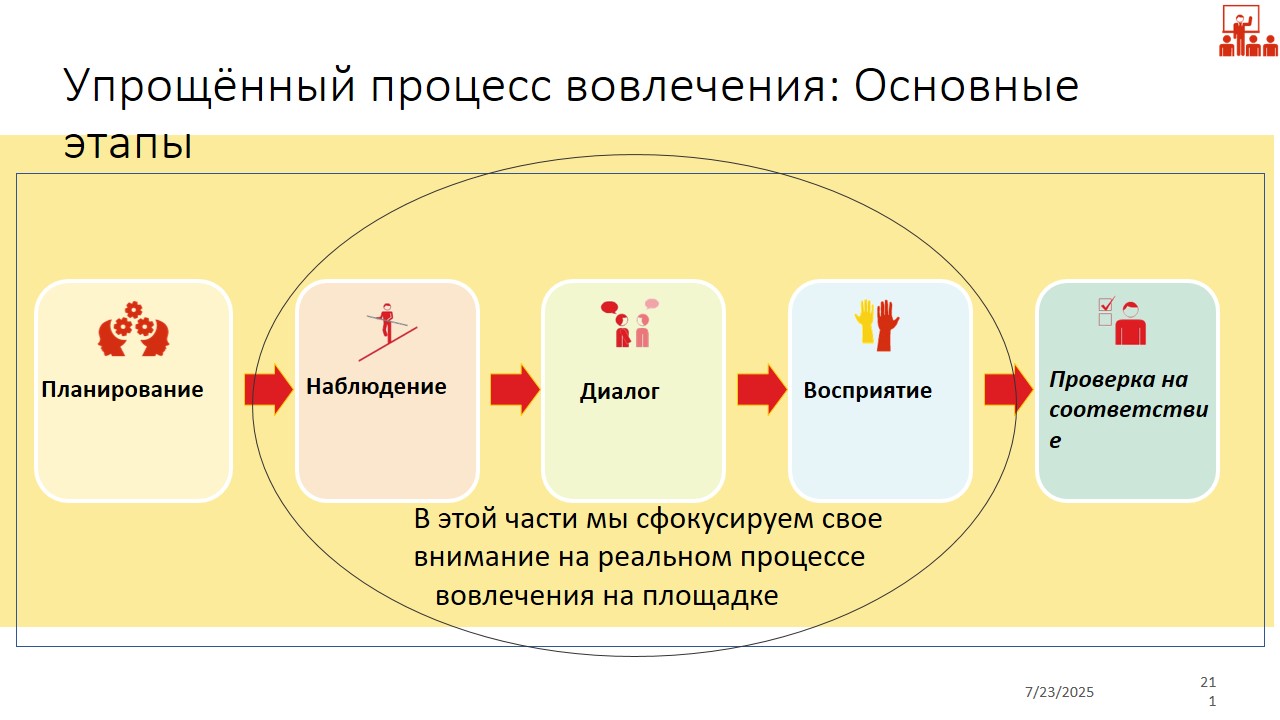 Упрощённый процесс вовлечения: Основные
этапы
Планирование
Наблюдение
Диалог
Восприятие
Проверка на
соответстви
е
В этой части мы сфокусируем свое
внимание на реальном процессе
вовлечения на площадке
7/23/2025
21
1